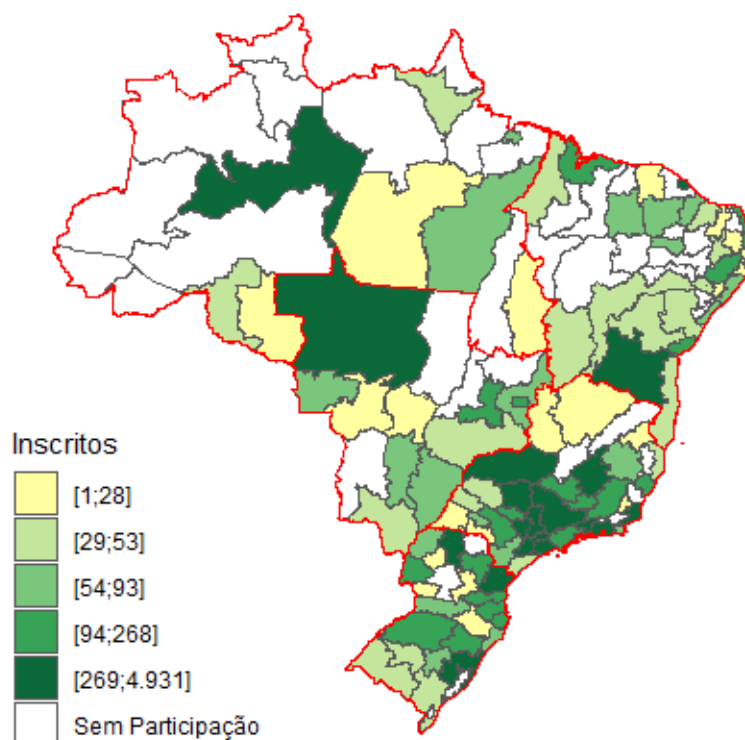 Inscritos
[1;28]
[29;53]
[54;93]
[94;268]
[269;4.931]
Sem Participação